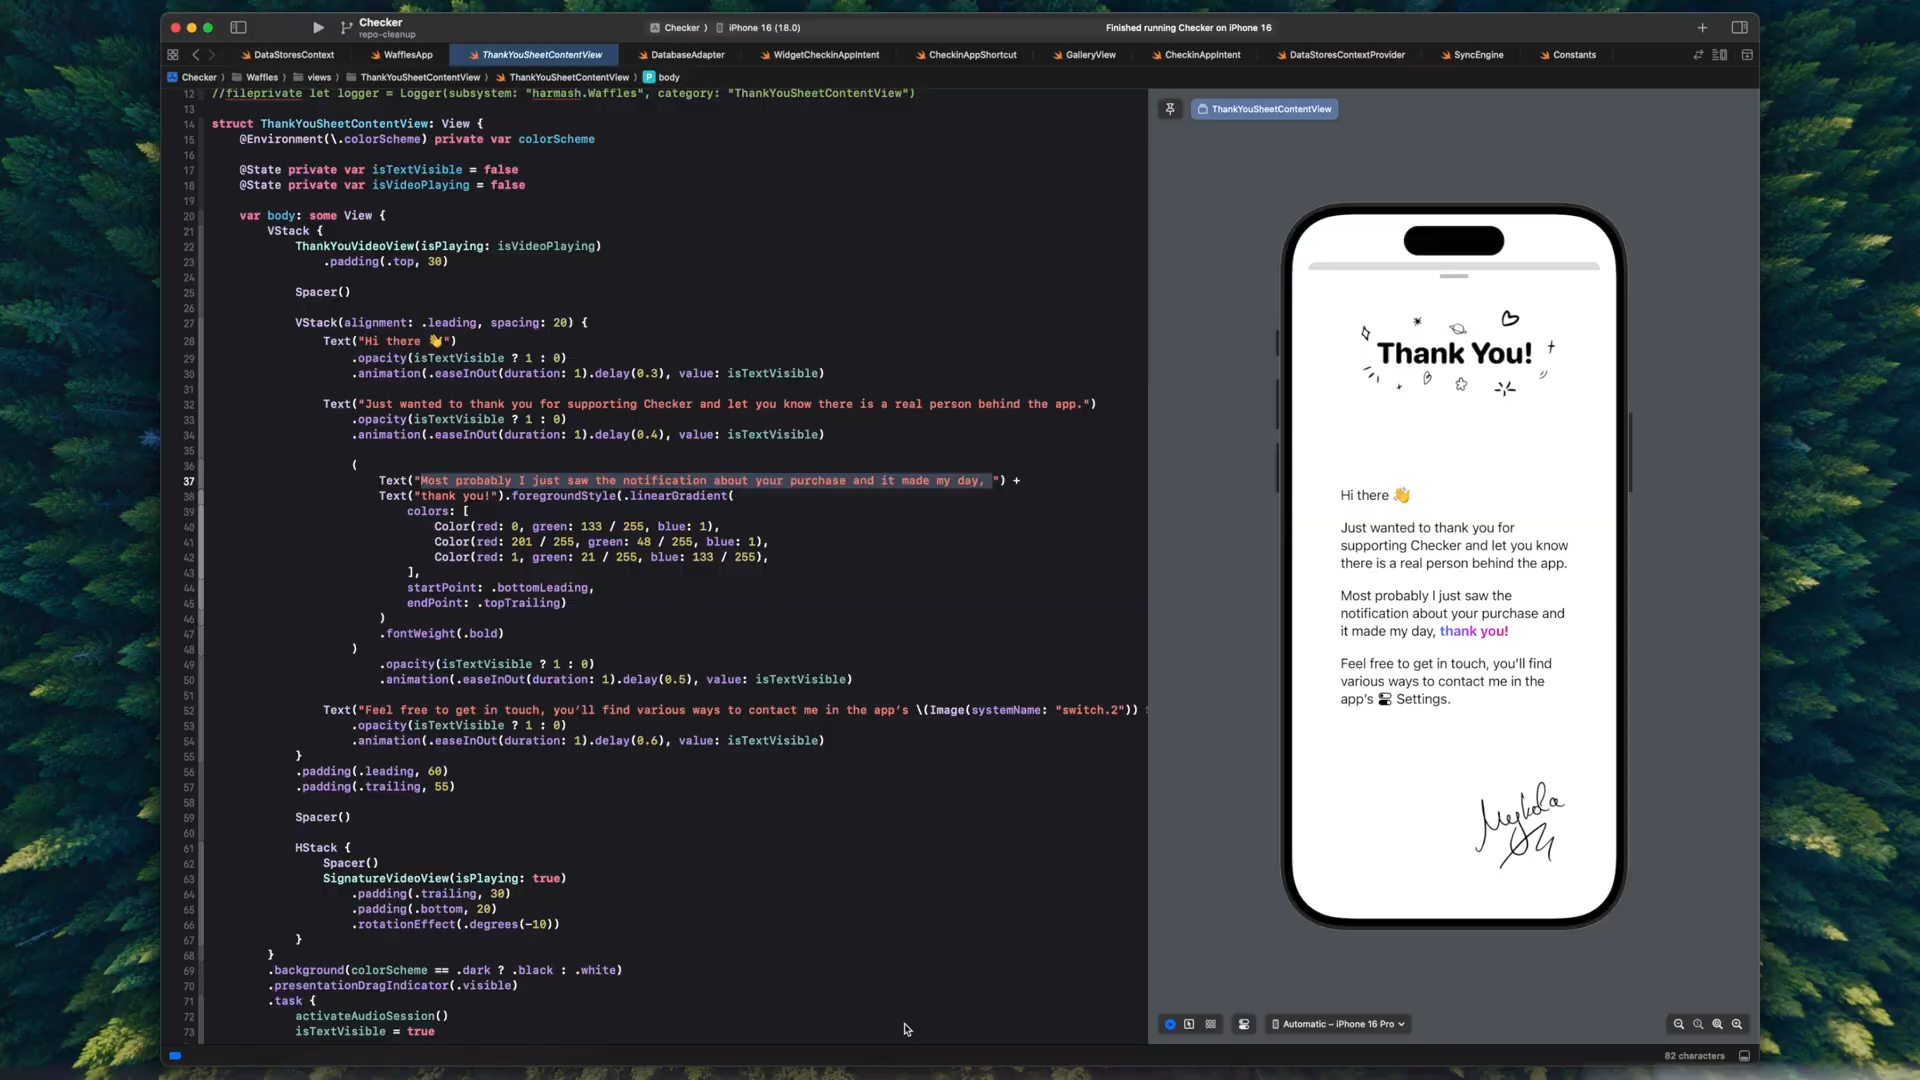 Checker
repo-cleanup
Checker ⟩ iPhone 16 (18.0)
Finished running Checker on iPhone 16
DataStoresContext
WafflesApp
ThankYouSheetContentView
DatabaseAdapter
WidgetCheckinAppIntent
CheckinAppShortcut
GalleryView
CheckinAppIntent
DataStoresContextProvider
SyncEngine
Constants
Checker ⟩ Waffles ⟩ views ⟩ ThankYouSheetContentView ⟩ ThankYouSheetContentView ⟩ P body
12 //fileprivate let logger = Logger(subsystem: "harmash.Waffles", category: "ThankYouSheetContentView")
13
14 struct ThankYouSheetContentView: View {
15 @Environment(\.colorScheme) private var colorScheme
16
17 @State private var isTextVisible = false
18 @State private var isVideoPlaying = false
19
20 var body: some View {
21 VStack {
22 ThankYouVideoView(isPlaying: isVideoPlaying)
23 .padding(.top, 30)
24
25 Spacer()
26
27 VStack(alignment: .leading, spacing: 20) {
28 Text("Hi there 👋")
29 .opacity(isTextVisible ? 1 : 0)
30 .animation(.easeInOut(duration: 1).delay(0.3), value: isTextVisible)
31
32 Text("Just wanted to thank you for supporting Checker and let you know there is a real person behind the app.")
33 .opacity(isTextVisible ? 1 : 0)
34 .animation(.easeInOut(duration: 1).delay(0.4), value: isTextVisible)
35
36 (
37 Text("Most probably I just saw the notification about your purchase and it made my day, ") +
38 Text("thank you!").foregroundStyle(.linearGradient(
39 colors: [
40 Color(red: 0, green: 133 / 255, blue: 1),
41 Color(red: 201 / 255, green: 48 / 255, blue: 1),
42 Color(red: 1, green: 21 / 255, blue: 133 / 255),
43 ],
44 startPoint: .bottomLeading,
45 endPoint: .topTrailing)
46 )
47 .fontWeight(.bold)
48 )
49 .opacity(isTextVisible ? 1 : 0)
50 .animation(.easeInOut(duration: 1).delay(0.5), value: isTextVisible)
51
52 Text("Feel free to get in touch, you’ll find various ways to contact me in the app’s \(Image(systemName: "switch.2"))
53 .opacity(isTextVisible ? 1 : 0)
54 .animation(.easeInOut(duration: 1).delay(0.6), value: isTextVisible)
55 }
56 .padding(.leading, 60)
57 .padding(.trailing, 55)
58
59 Spacer()
60
61 HStack {
62 Spacer()
63 SignatureVideoView(isPlaying: true)
64 .padding(.trailing, 30)
65 .padding(.bottom, 20)
66 .rotationEffect(.degrees(-10))
67 }
68 }
69 .background(colorScheme == .dark ? .black : .white)
70 .presentationDragIndicator(.visible)
71 .task {
72 activateAudioSession()
73 isTextVisible = true
ThankYouSheetContentView
Thank You!
Hi there 👋
Just wanted to thank you for
supporting Checker and let you know
there is a real person behind the app.
Most probably I just saw the
notification about your purchase and
it made my day, thank you!
Feel free to get in touch, you’ll find
various ways to contact me in the
app’s Settings.
Automatic – iPhone 16 Pro
82 characters